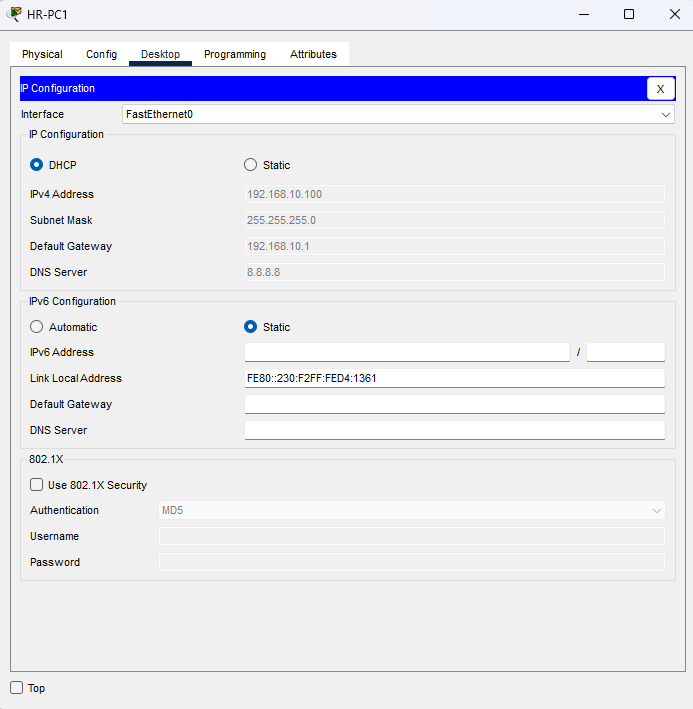 HR-PC1
Physical Config Desktop Programming Attributes
IP Configuration X
Interface FastEthernet0
IP Configuration
DHCP Static
IPv4 Address 192.168.10.100
Subnet Mask 255.255.255.0
Default Gateway 192.168.10.1
DNS Server 8.8.8.8
IPv6 Configuration
Automatic Static
IPv6 Address /
Link Local Address FE80::230:F2FF:FED4:1361
Default Gateway
DNS Server
802.1X
Use 802.1X Security
Authentication MD5
Username
Password
Top